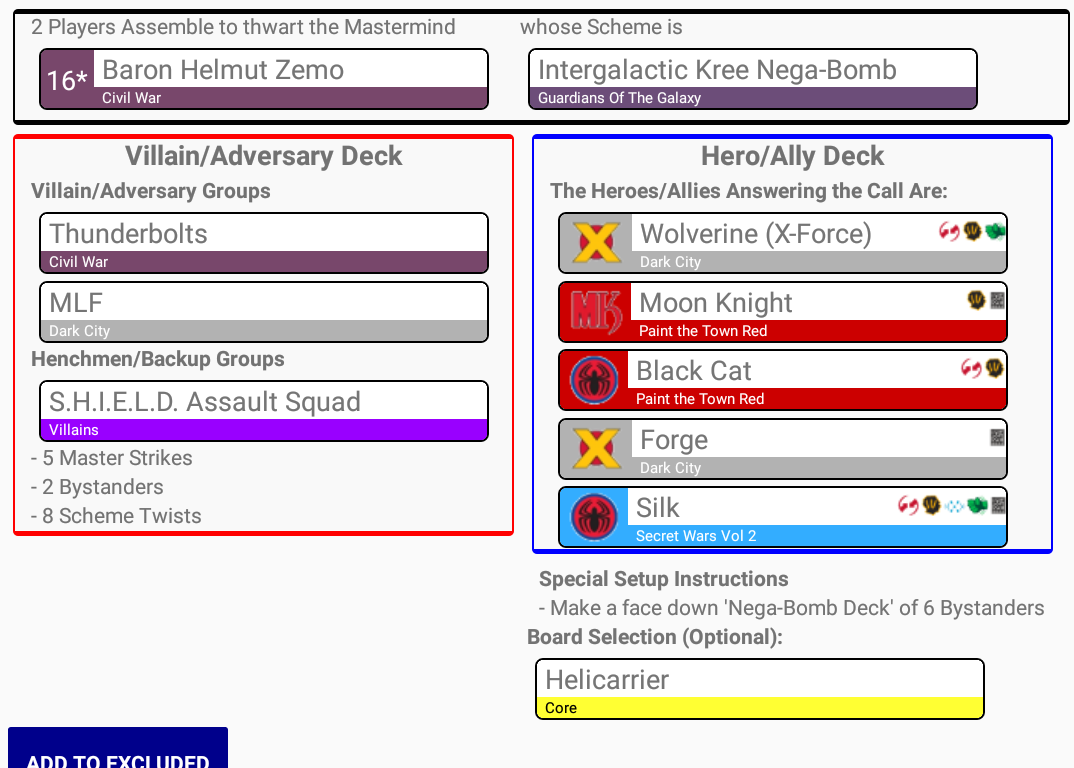 2 Players Assemble to thwart the Mastermind
whose Scheme is
16*
Baron Helmut Zemo
Civil War
Intergalactic Kree Nega-Bomb
Guardians Of The Galaxy
Villain/Adversary Deck
Villain/Adversary Groups
Thunderbolts
Civil War
MLF
Dark City
Henchmen/Backup Groups
S.H.I.E.L.D. Assault Squad
Villains
- 5 Master Strikes
- 2 Bystanders
- 8 Scheme Twists
Hero/Ally Deck
The Heroes/Allies Answering the Call Are:
Wolverine (X-Force)
Dark City
MK
Moon Knight
Paint the Town Red
Black Cat
Paint the Town Red
Forge
Dark City
Silk
Secret Wars Vol 2
Special Setup Instructions
- Make a face down 'Nega-Bomb Deck' of 6 Bystanders
Board Selection (Optional):
Helicarrier
Core
ADD TO EXCLUDED